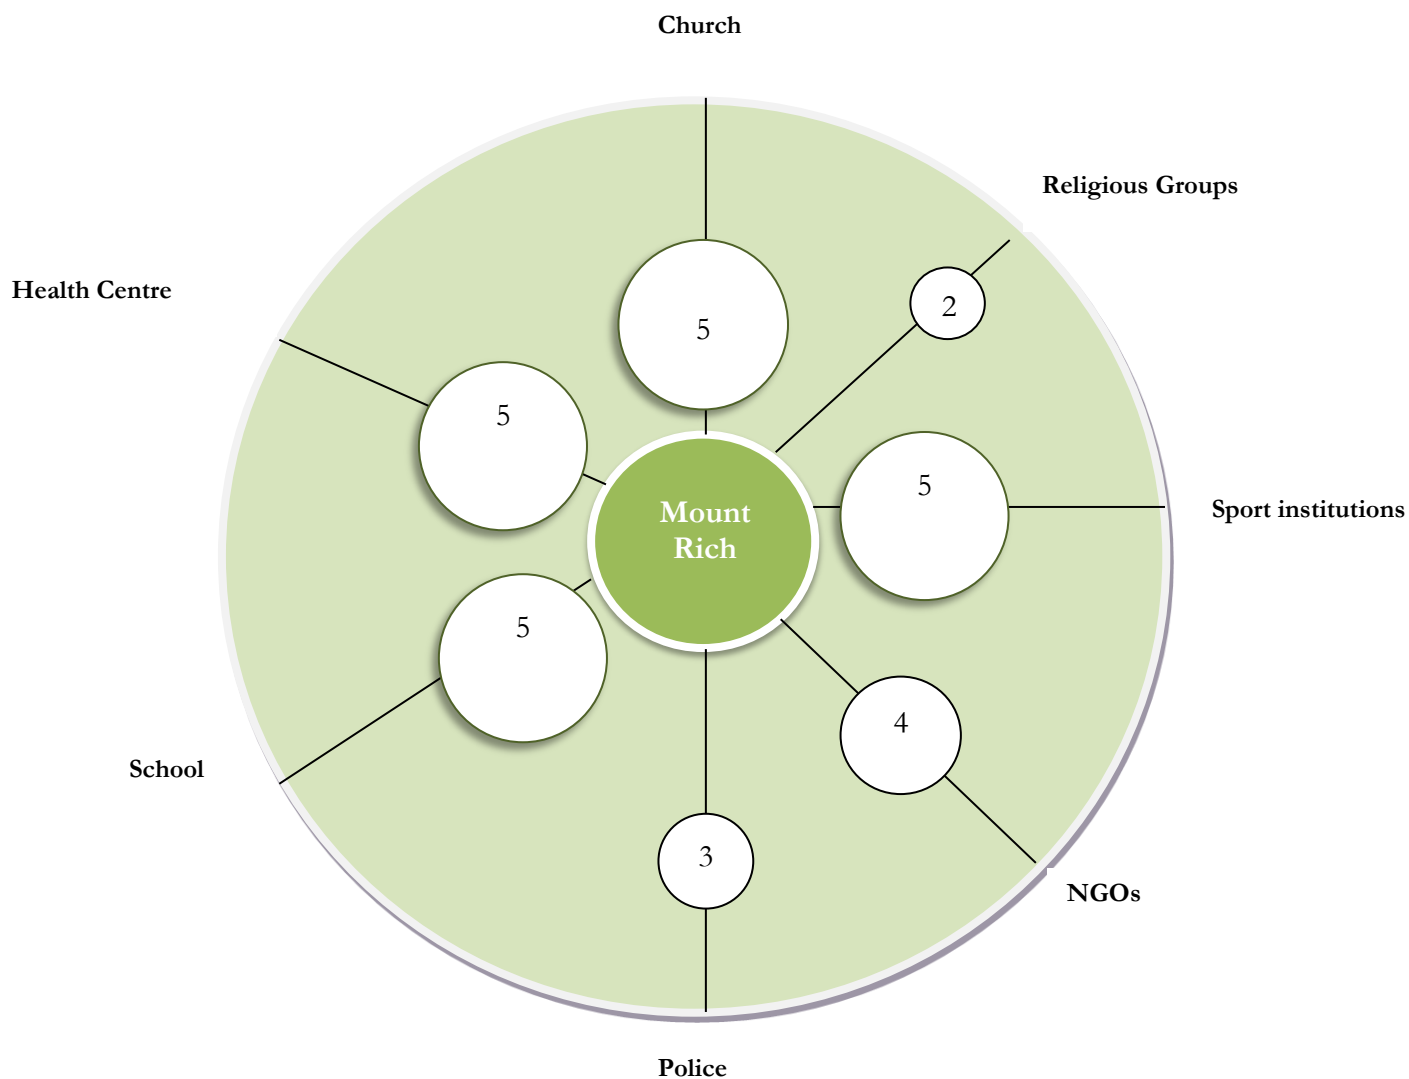 Church
Religious Groups
Health Centre
2
5
5
5
Sport institutions
Mount
Rich
5
4
School
3
NGOs
Police